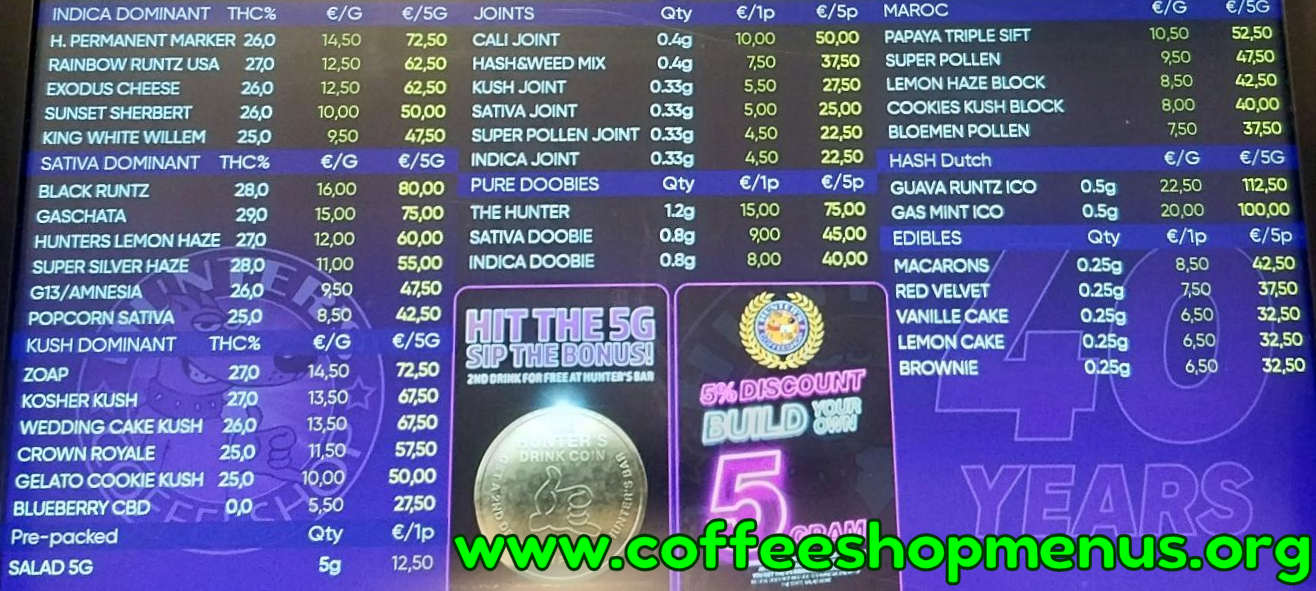 INDICA DOMINANT THC% €/G €/5G
H. PERMANENT MARKER 26,0 14,50 72,50
RAINBOW RUNTZ USA 27,0 12,50 62,50
EXODUS CHEESE 26,0 12,50 62,50
SUNSET SHERBERT 26,0 10,00 50,00
KING WHITE WILLEM 25,0 9,50 47,50
SATIVA DOMINANT THC% €/G €/5G
BLACK RUNTZ 28,0 16,00 80,00
GASCHATA 29,0 15,00 75,00
HUNTERS LEMON HAZE 27,0 12,00 60,00
SUPER SILVER HAZE 28,0 11,00 55,00
G13/AMNESIA 26,0 9,50 47,50
POPCORN SATIVA 25,0 8,50 42,50
KUSH DOMINANT THC% €/G €/5G
ZOAP 27,0 14,50 72,50
KOSHER KUSH 27,0 13,50 67,50
WEDDING CAKE KUSH 26,0 13,50 67,50
CROWN ROYALE 25,0 11,50 57,50
GELATO COOKIE KUSH 25,0 10,00 50,00
BLUEBERRY CBD 0,0 5,50 27,50
Pre-packed Qty €/1p
SALAD 5G 5g 12,50
JOINTS Qty €/1p €/5p
CALI JOINT 0.4g 10,00 50,00
HASH&WEED MIX 0.4g 7,50 37,50
KUSH JOINT 0.33g 5,50 27,50
SATIVA JOINT 0.33g 5,00 25,00
SUPER POLLEN JOINT 0.33g 4,50 22,50
INDICA JOINT 0.33g 4,50 22,50
PURE DOOBIES Qty €/1p €/5p
THE HUNTER 1.2g 15,00 75,00
SATIVA DOOBIE 0.8g 9,00 45,00
INDICA DOOBIE 0.8g 8,00 40,00
HIT THE 5G
SIP THE BONUS!
2ND DRINK FOR FREE AT HUNTER'S BAR
HUNTER'S
DRINK COIN
HUNTER'S
5% DISCOUNT
BUILD YOUR
OWN
5
GRAM
MAROC €/G €/5G
PAPAYA TRIPLE SIFT 10,50 52,50
SUPER POLLEN 9,50 47,50
LEMON HAZE BLOCK 8,50 42,50
COOKIES KUSH BLOCK 8,00 40,00
BLOEMEN POLLEN 7,50 37,50
HASH Dutch €/G €/5G
GUAVA RUNTZ ICO 0.5g 22,50 112,50
GAS MINT ICO 0.5g 20,00 100,00
EDIBLES Qty €/1p €/5p
MACARONS 0.25g 8,50 42,50
RED VELVET 0.25g 7,50 37,50
VANILLE CAKE 0.25g 6,50 32,50
LEMON CAKE 0.25g 6,50 32,50
BROWNIE 0.25g 6,50 32,50
40
YEARS
www.coffeeshopmenus.org